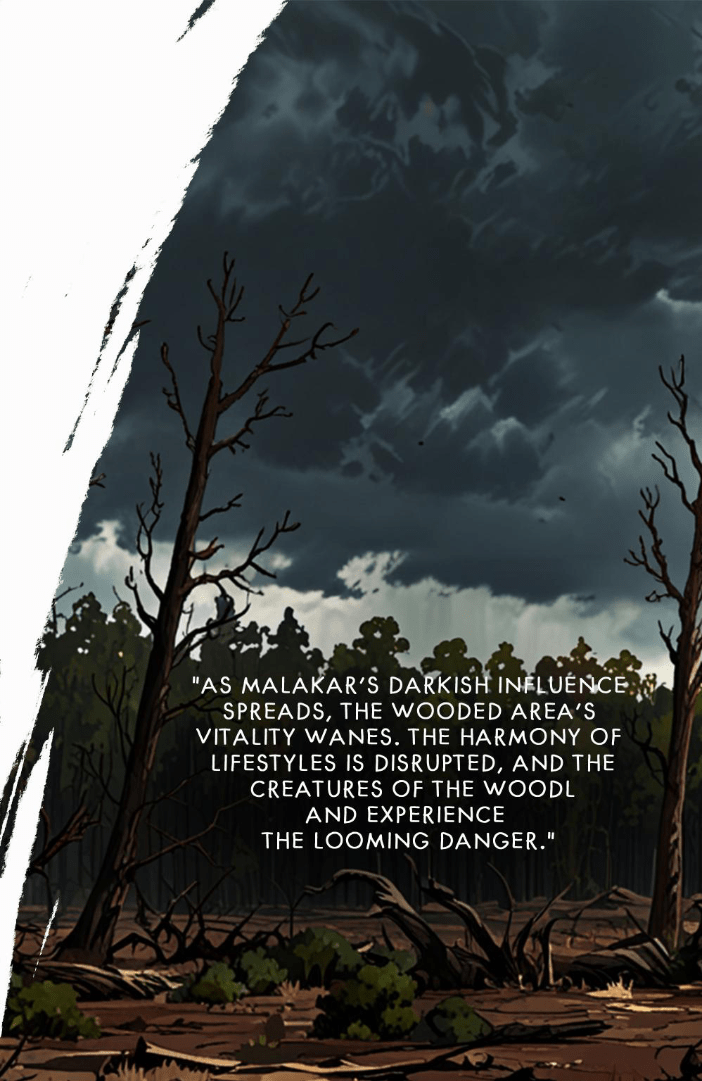 "AS MALAKAR'S DARKISH INFLUENCE
SPREADS, THE WOODED AREA'S
VITALITY WANES. THE HARMONY OF
LIFESTYLES IS DISRUPTED, AND THE
CREATURES OF THE WOODL
AND EXPERIENCE
THE LOOMING DANGER."